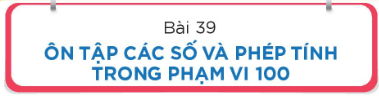 Bài 39
ÔN TẬP CÁC SỐ VÀ PHÉP TÍNH
TRONG PHẠM VI 100